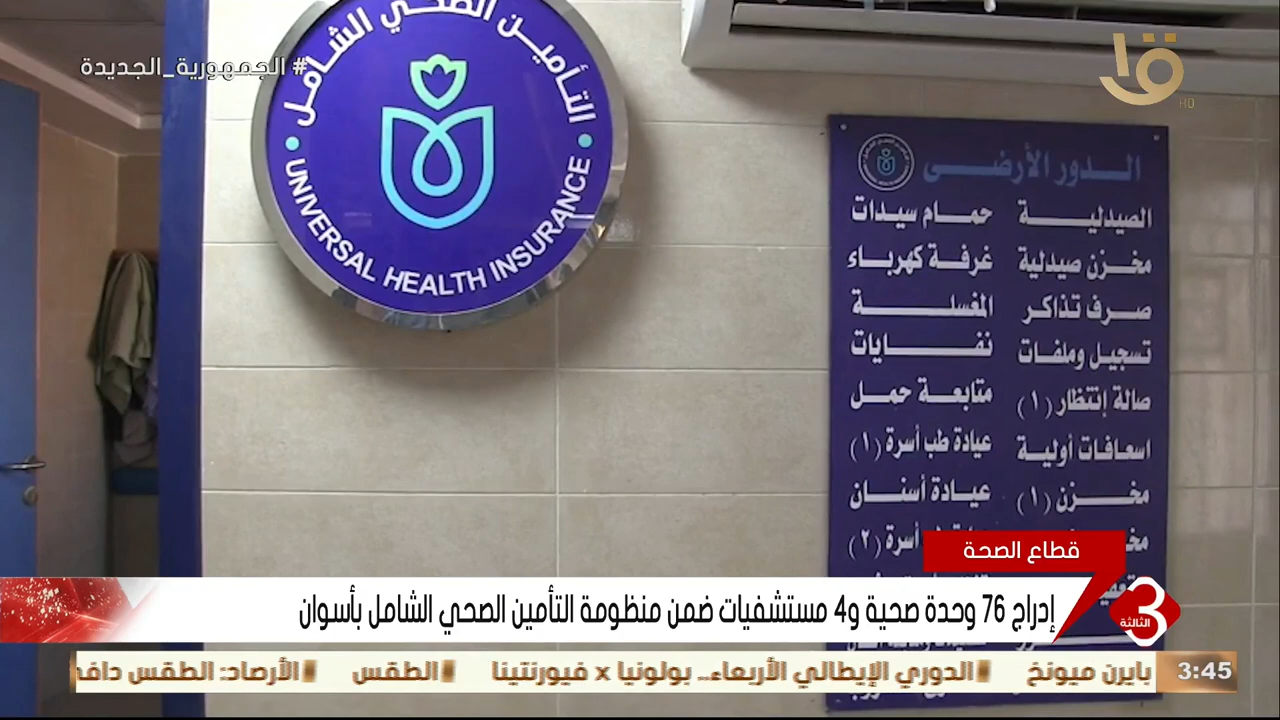 #الجمهورية_الجديدة
HD
التأمين الصحي الشامل
UNIVERSAL HEALTH INSURANCE
الدور الأرضى
الصيدلية
مخزن صيدلية
صرف تذاكر
تسجيل وملفات
صالة إنتظار (١)
اسعافات أولية
مخزن (١)
حمام سيدات
غرفة كهرباء
المغسلة
نفايات
متابعة حمل
عيادة طب أسرة (١)
عيادة أسنان
أسرة (٢)
قطاع الصحة
إدراج 76 وحدة صحية و4 مستشفيات ضمن منظومة التأمين الصحي الشامل بأسوان
3 الثالثة
بايرن ميونخ الدوري الإيطالي الأربعاء.. بولونيا x فيورنتينا الطقس الأرصاد: الطقس
3:45